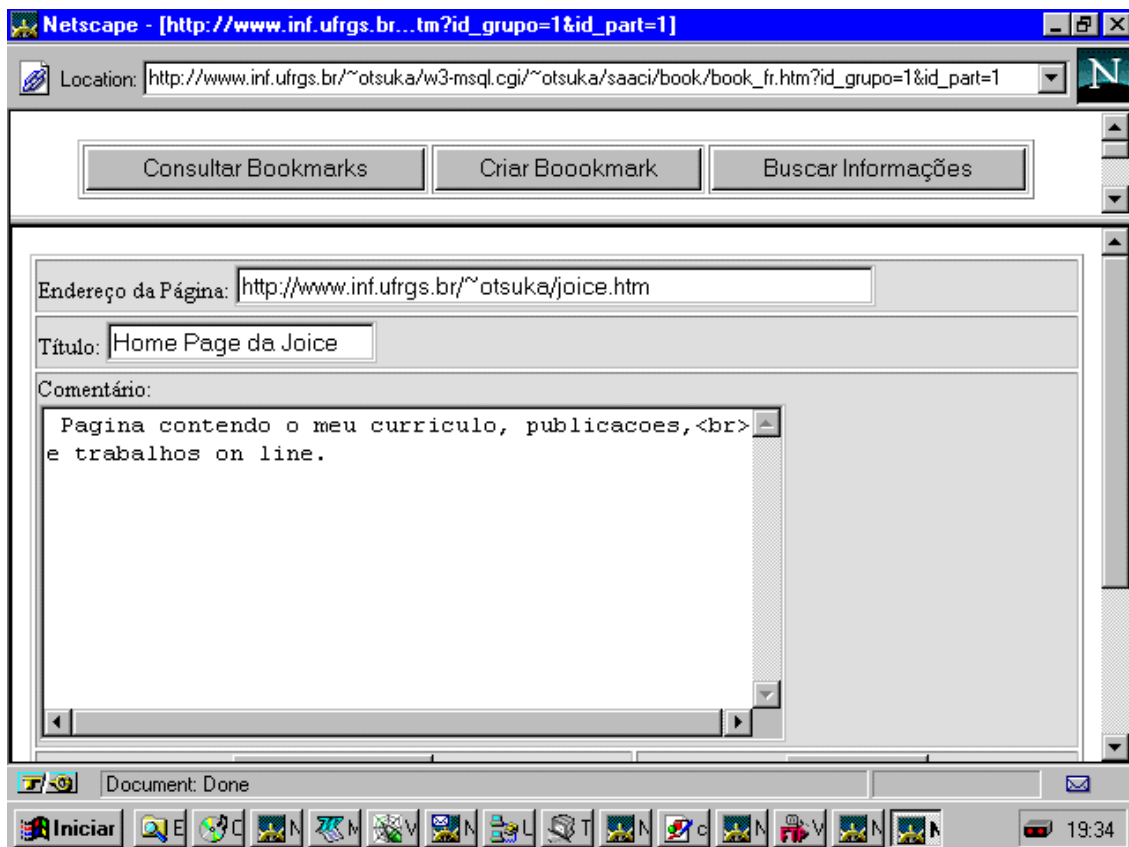 Netscape - [http://www.inf.ufrgs.br...tm?id_grupo=1&id_part=1]
Location: http://www.inf.ufrgs.br/~otsuka/w3-msql.cgi/~otsuka/saaci/book/book_fr.htm?id_grupo=1&id_part=1
N
Consultar Bookmarks Criar Boookmark Buscar Informações
Endereço da Página: http://www.inf.ufrgs.br/~otsuka/joice.htm
Título: Home Page da Joice
Comentário:
Pagina contendo o meu curriculo, publicacoes,<br>
e trabalhos on line.
Document: Done
Iniciar E C N M V N L T N c N V N N 19:34